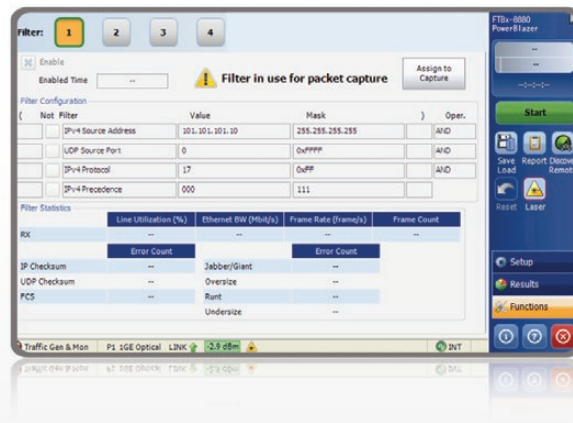 Filter: 1 2 3 4
Enable
Enabled Time --
Filter in use for packet capture
Assign to
Capture
Filter Configuration
( Not Filter Value Mask ) Oper.
IPv4 Source Address 101.101.101.10 255.255.255.255 AND
UDP Source Port 0 0xFFFF AND
IPv4 Protocol 17 0xFF AND
IPv4 Precedence 000 111
Filter Statistics
Line Utilization (%) Ethernet BW (Mbit/s) Frame Rate (frame/s) Frame Count
RX -- -- -- --
Error Count Error Count
IP Checksum -- Jabber/Giant --
UDP Checksum -- Oversize --
FCS -- Runt --
Undersize --
Traffic Gen & Mon P1 1GE Optical LINK -2.9 dBm INT
FTBx-8880
PowerBlazer
--
--
--:--:--
Start
Save
Load
Report
Discover
Remote
Reset
Laser
Setup
Results
Functions